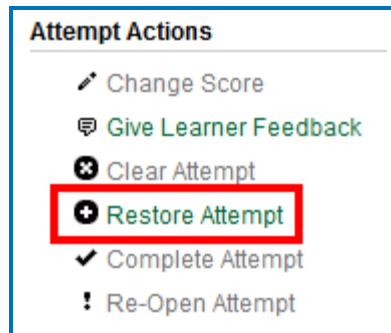 Attempt Actions
Change Score
Give Learner Feedback
Clear Attempt
Restore Attempt
Complete Attempt
Re-Open Attempt